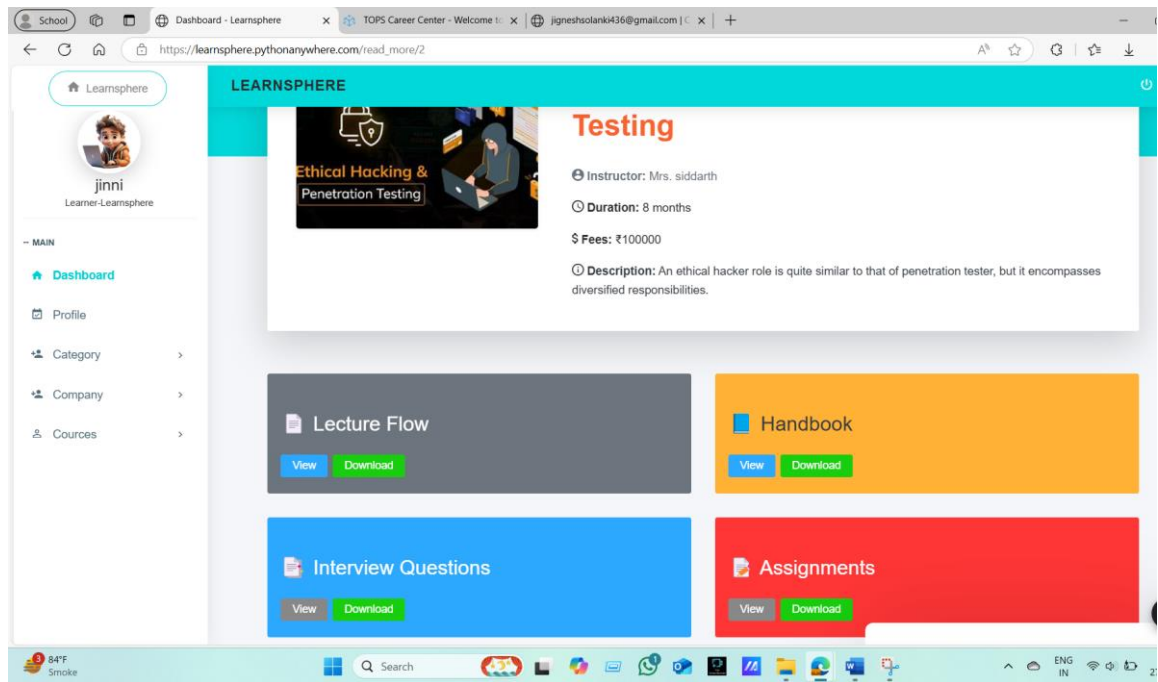 School
Dashboard - Learnsphere
TOPS Career Center - Welcome to
jigneshsolanki436@gmail.com |
https://learnsphere.pythonanywhere.com/read_more/2
Learnsphere
LEARNSPHERE
jinni
Learner-Learnsphere
-- MAIN
Dashboard
Profile
Category
Company
Cources
Ethical Hacking &
Penetration Testing
Testing
Instructor: Mrs. siddarth
Duration: 8 months
$ Fees: ₹100000
Description: An ethical hacker role is quite similar to that of penetration tester, but it encompasses
diversified responsibilities.
Lecture Flow
View Download
Handbook
View Download
Interview Questions
View Download
Assignments
View Download
3
84°F
Smoke
Search
ENG
IN